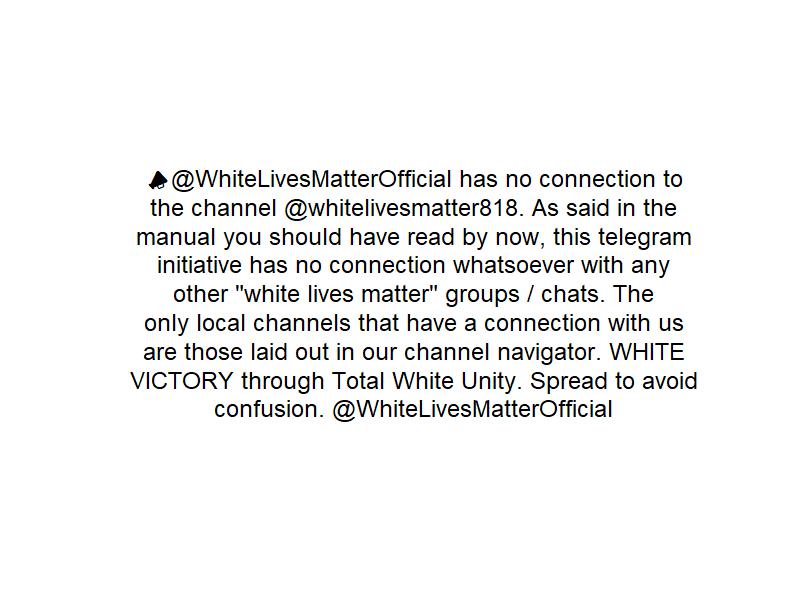 📣@WhiteLivesMatterOfficial has no connection to
the channel @whitelivesmatter818. As said in the
manual you should have read by now, this telegram
initiative has no connection whatsoever with any
other "white lives matter" groups / chats. The
only local channels that have a connection with us
are those laid out in our channel navigator. WHITE
VICTORY through Total White Unity. Spread to avoid
confusion. @WhiteLivesMatterOfficial